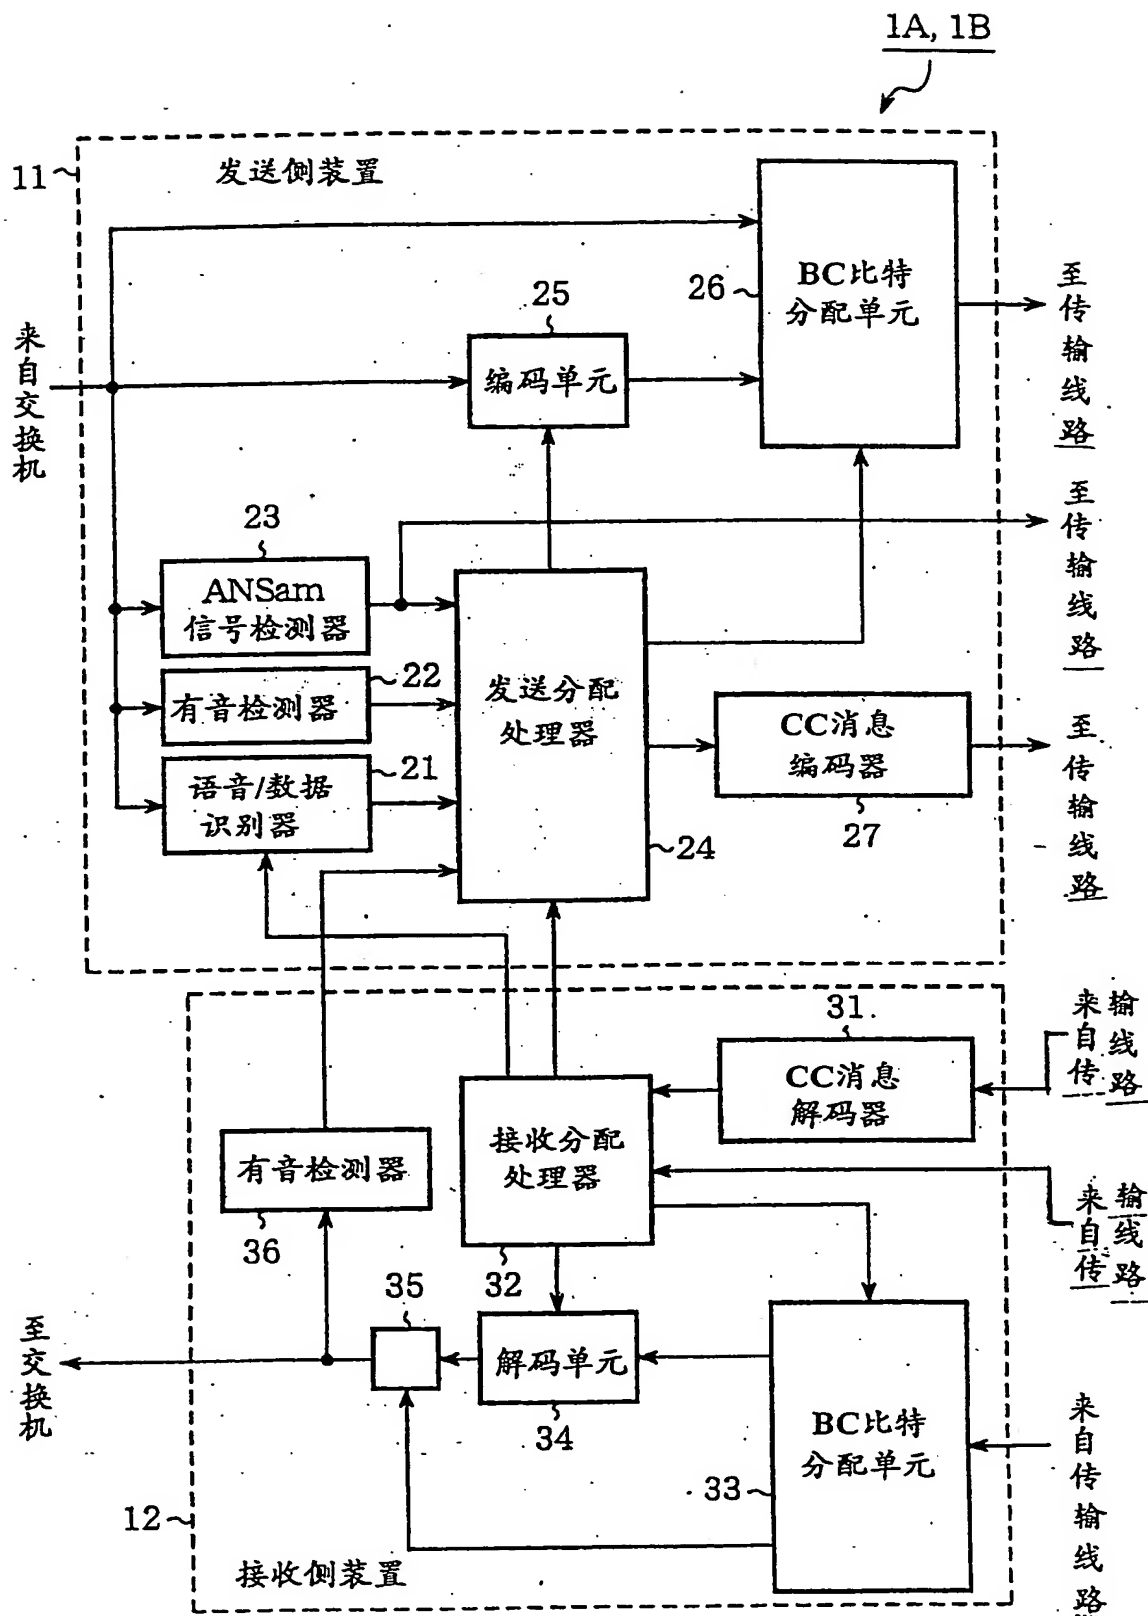 1A, 1B
11
发送侧装置
26
BC比特
分配单元
至传输线路
25
编码单元
来自交换机
23
ANSam
信号检测器
至传输线路
22
有音检测器
发送分配
处理器
CC消息
编码器
27
至传输线路
21
语音/数据
识别器
24
31
CC消息
解码器
来自传输线路
接收分配
处理器
32
来自传输线路
有音检测器
36
35
至交换机
解码单元
34
BC比特
分配单元
33
来自传输线路
12
接收侧装置